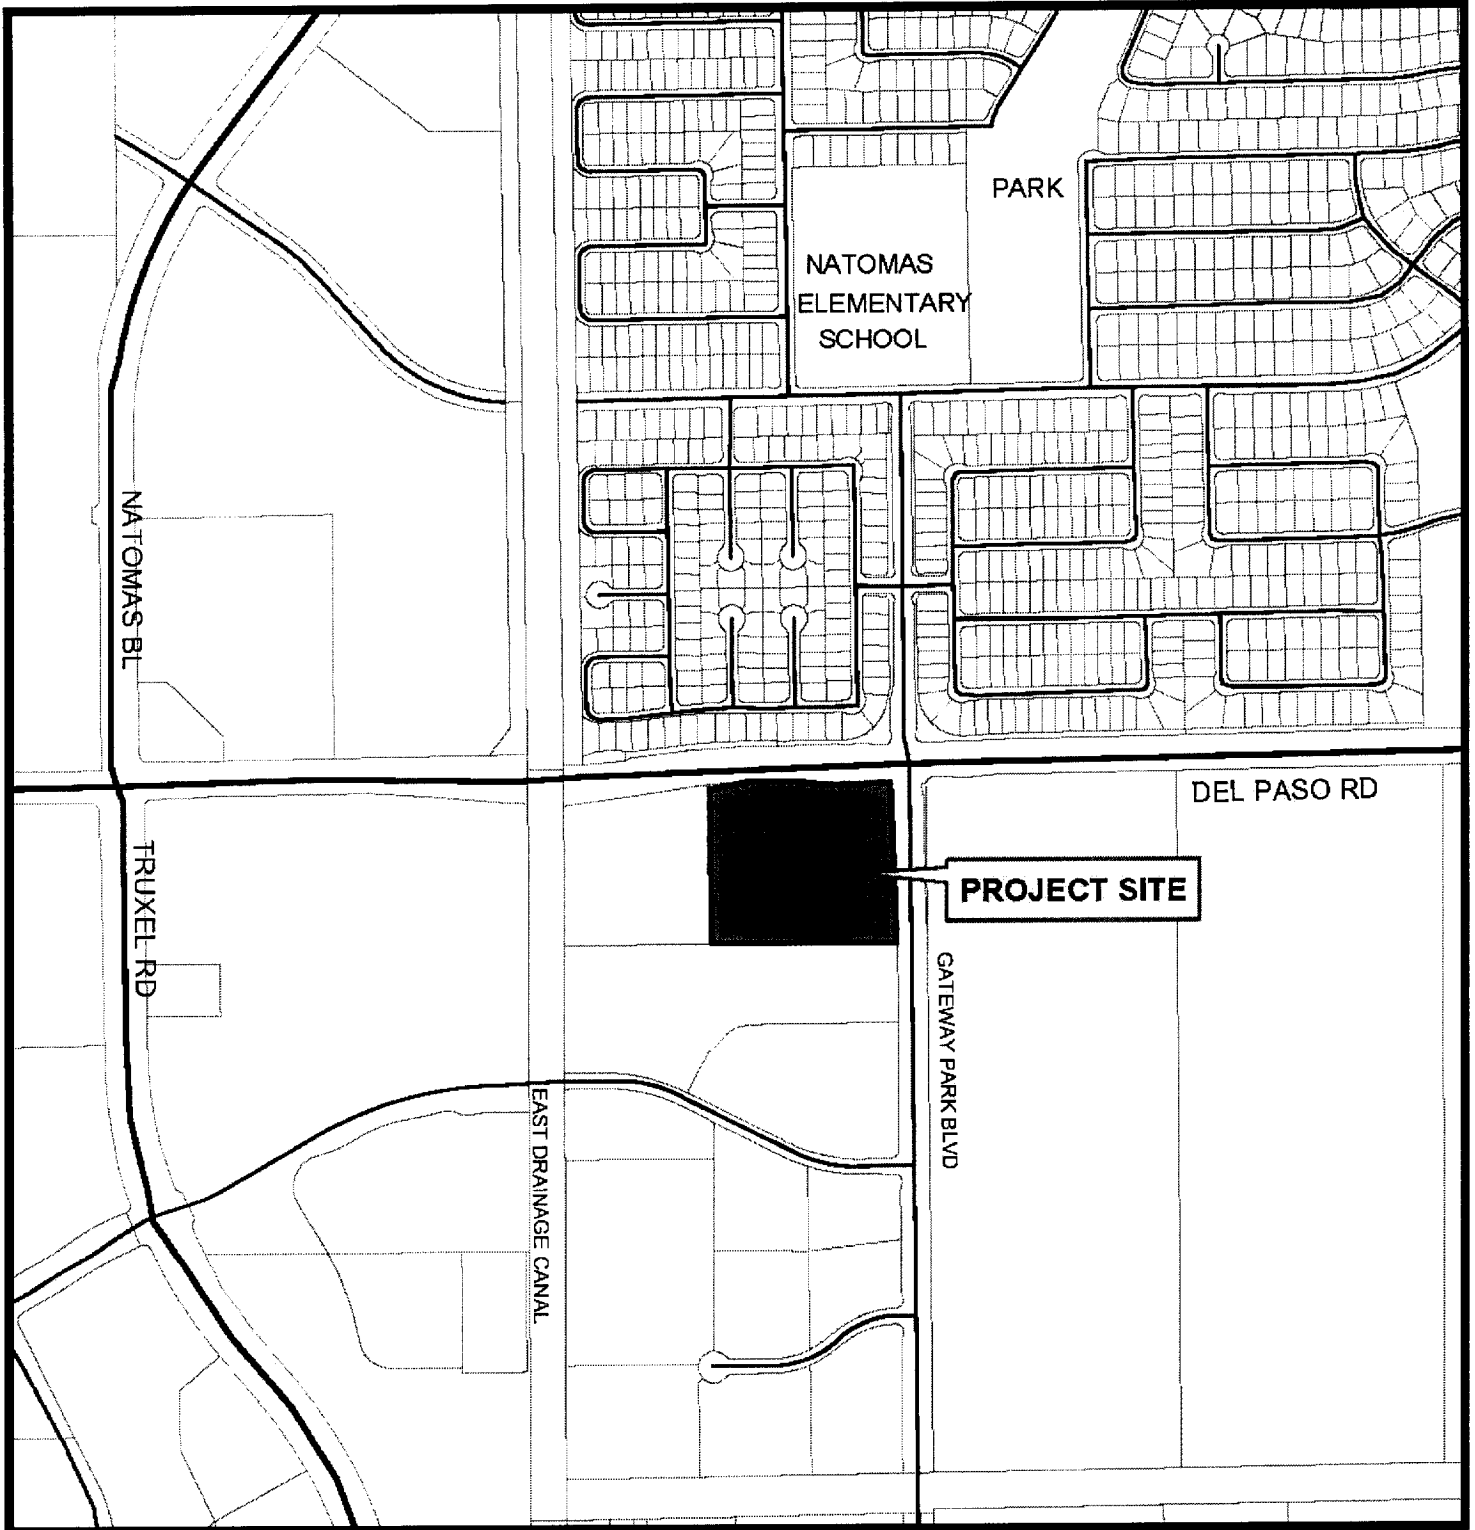 PARK
NATOMAS
ELEMENTARY
SCHOOL
NATOMAS BL
DEL PASO RD
TRUXEL RD
PROJECT SITE
GATEWAY PARK BLVD
EAST DRAINAGE CANAL